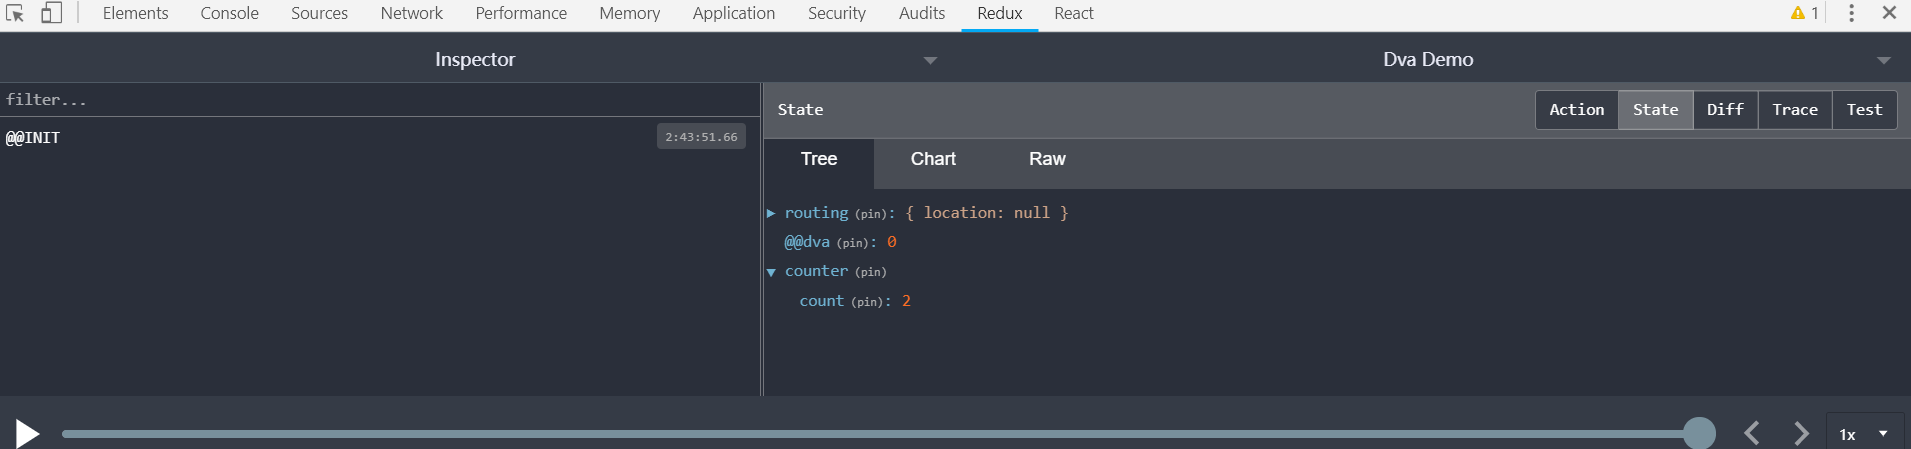 Elements Console Sources Network Performance Memory Application Security Audits Redux React 1
Inspector Dva Demo
filter...
@@INIT 2:43:51.66
State Action State Diff Trace Test
Tree Chart Raw
routing (pin): { location: null }
@@dva (pin): 0
counter (pin)
count (pin): 2
1x